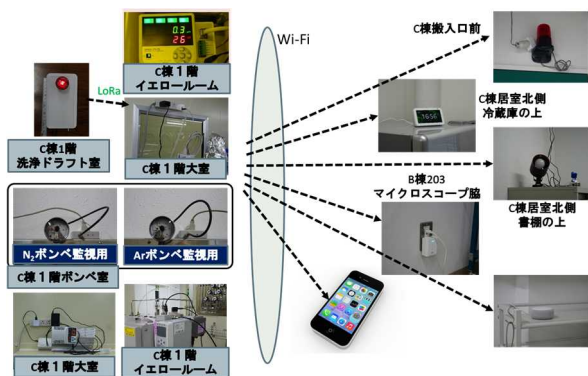 0.3
26
C棟１階
イエロールーム
LoRa
C棟1階
洗浄ドラフト室
C棟１階大室
N₂ボンベ監視用
Arボンベ監視用
C棟１階ボンベ室
C棟１階大室
C棟１階
イエロールーム
Wi-Fi
C棟搬入口前
C棟居室北側
冷蔵庫の上
C棟居室北側
書棚の上
B棟203
マイクロスコープ脇